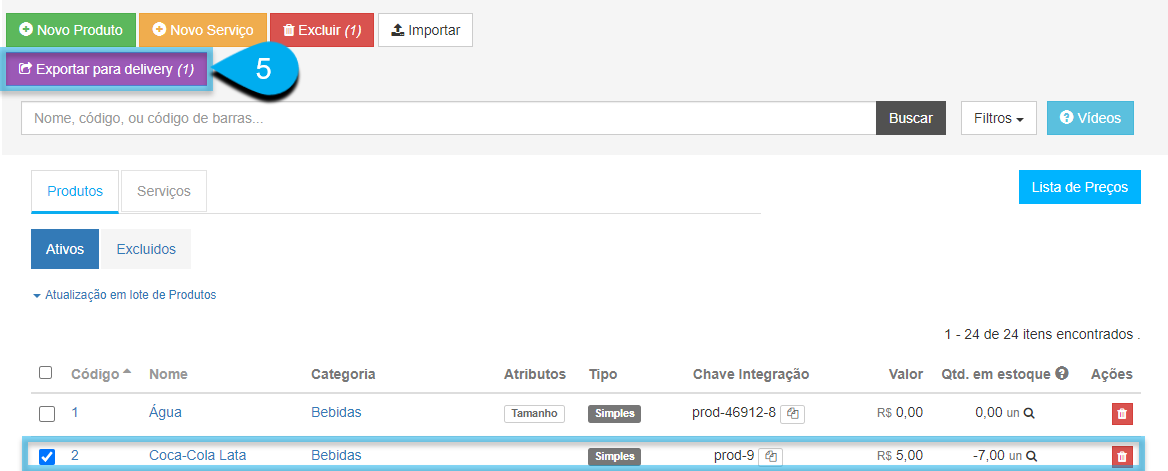 Novo Produto Novo Serviço Excluir (1) Importar
Exportar para delivery (1) 5
Nome, código, ou código de barras... Buscar Filtros Vídeos
Produtos Serviços Lista de Preços
Ativos Excluidos
Atualização em lote de Produtos
1 - 24 de 24 itens encontrados .
Código Nome Categoria Atributos Tipo Chave Integração Valor Qtd. em estoque Ações
1 Água Bebidas Tamanho Simples prod-46912-8 R$ 0,00 0,00 un
2 Coca-Cola Lata Bebidas Simples prod-9 R$ 5,00 -7,00 un